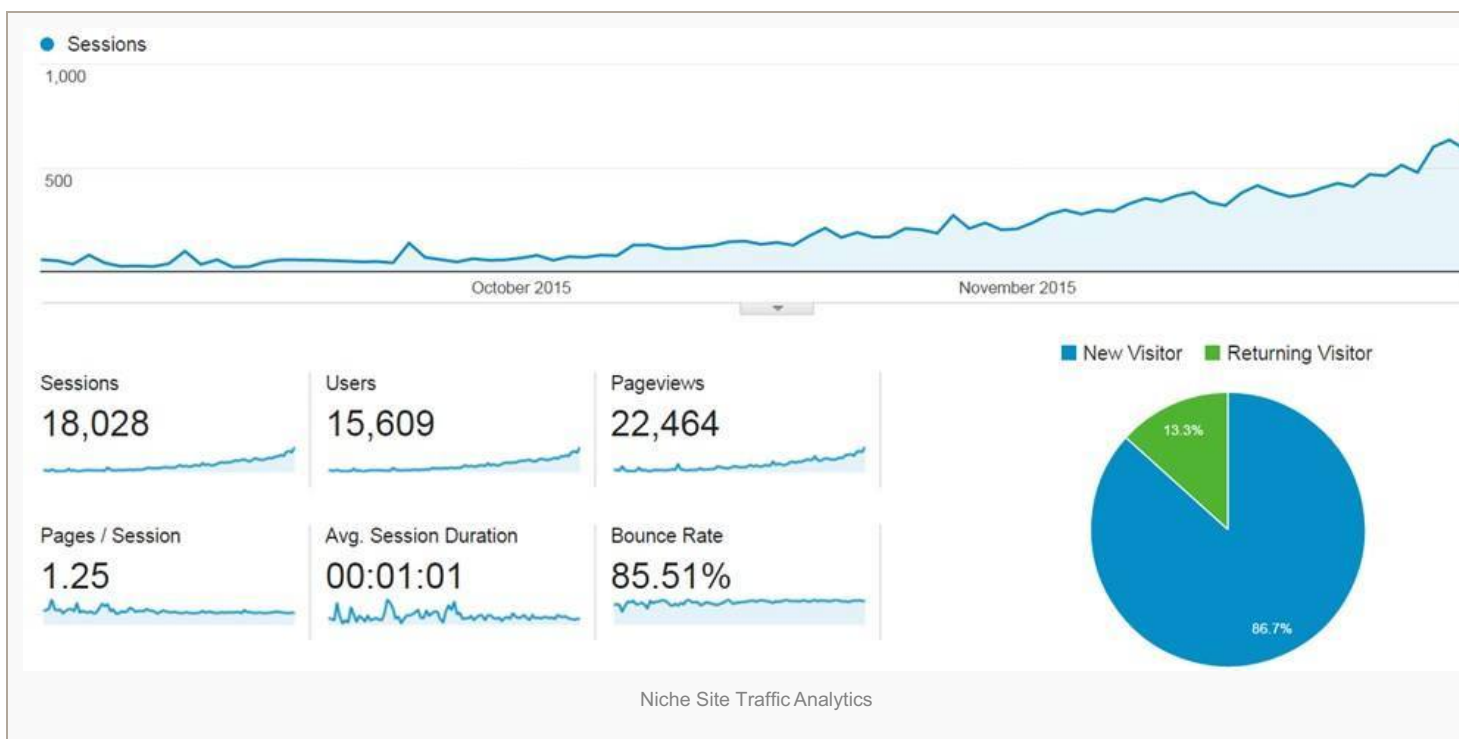 Sessions
1,000
500
October 2015 November 2015
New Visitor Returning Visitor
Sessions Users Pageviews
18,028 15,609 22,464
13.3%
Pages / Session Avg. Session Duration Bounce Rate
1.25 00:01:01 85.51%
86.7%
Niche Site Traffic Analytics